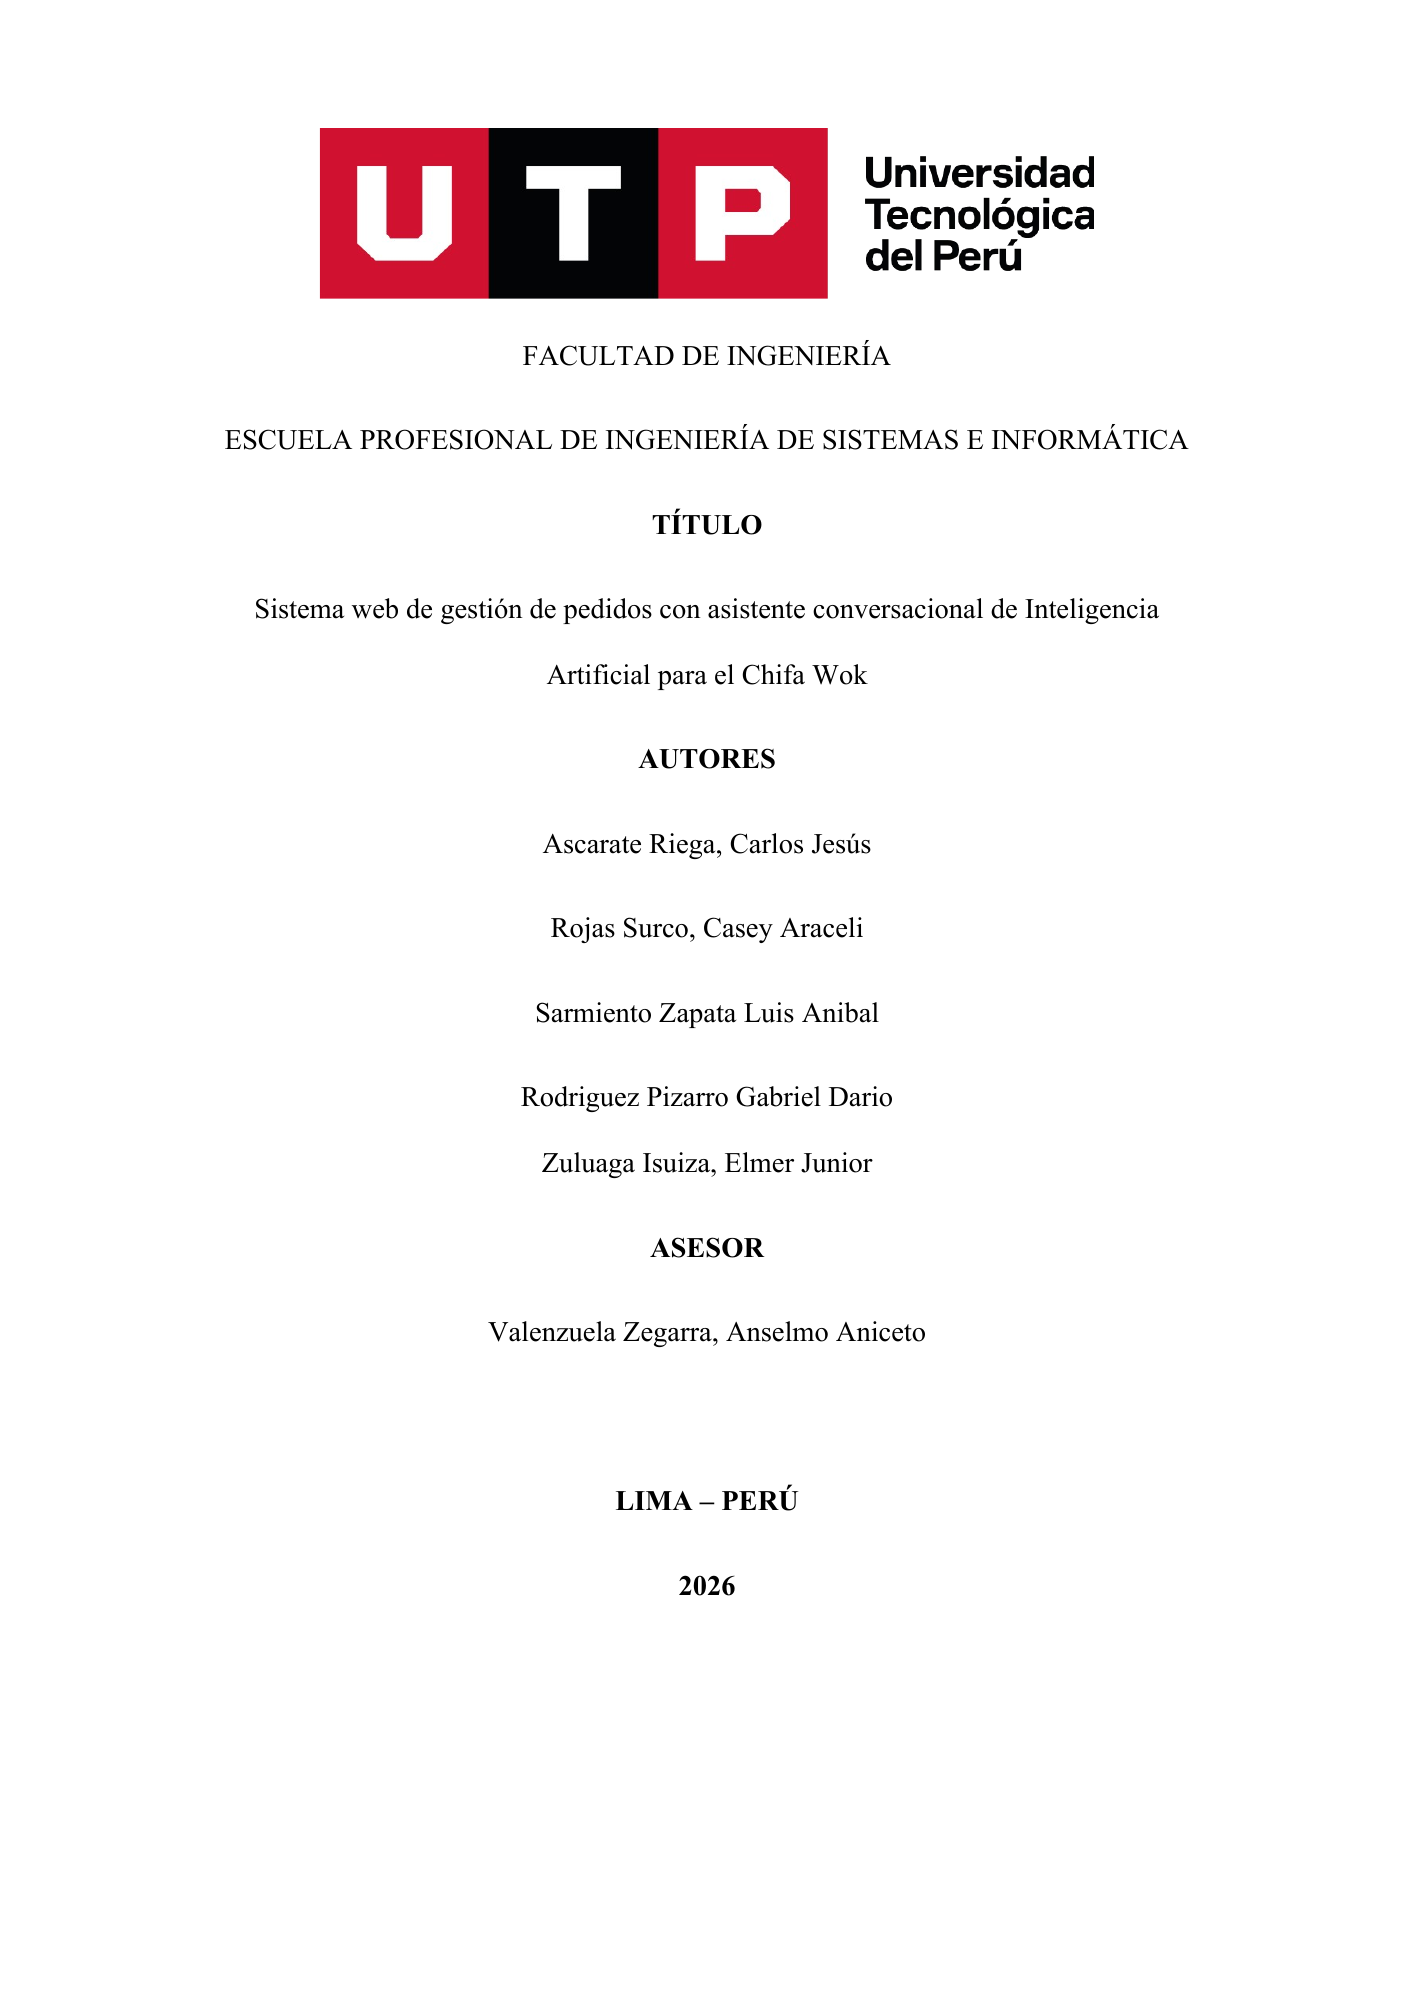 UTP
Universidad
Tecnológica
del Perú
FACULTAD DE INGENIERÍA
ESCUELA PROFESIONAL DE INGENIERÍA DE SISTEMAS E INFORMÁTICA
TÍTULO
Sistema web de gestión de pedidos con asistente conversacional de Inteligencia
Artificial para el Chifa Wok
AUTORES
Ascarate Riega, Carlos Jesús
Rojas Surco, Casey Araceli
Sarmiento Zapata Luis Anibal
Rodriguez Pizarro Gabriel Dario
Zuluaga Isuiza, Elmer Junior
ASESOR
Valenzuela Zegarra, Anselmo Aniceto
LIMA – PERÚ
2026